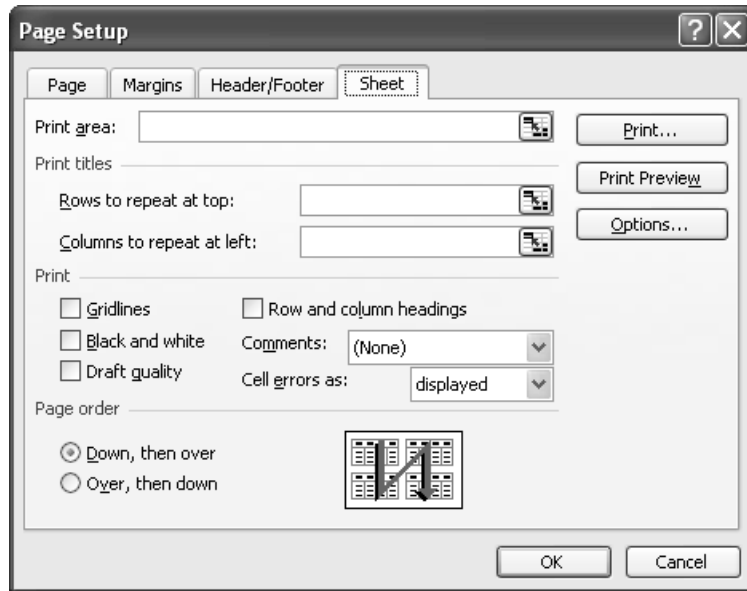 Page Setup
Page Margins Header/Footer Sheet
Print area:
Print...
Print titles
Print Preview
Rows to repeat at top:
Options...
Columns to repeat at left:
Print
Gridlines
Row and column headings
Black and white
Comments: (None)
Draft quality
Cell errors as: displayed
Page order
Down, then over
Over, then down
OK Cancel